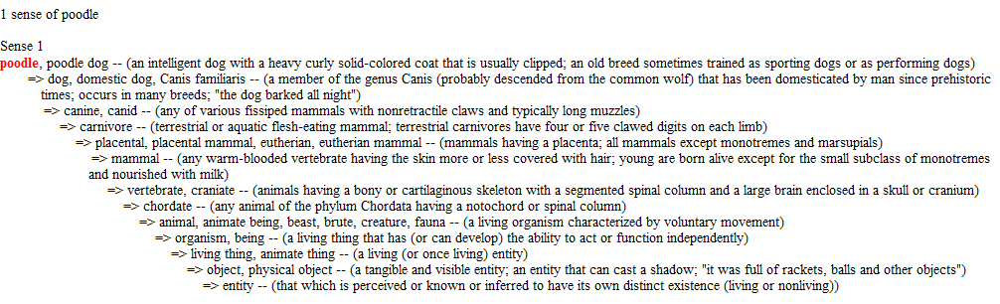 1 sense of poodle
Sense 1
poodle, poodle dog -- (an intelligent dog with a heavy curly solid-colored coat that is usually clipped; an old breed sometimes trained as sporting dogs or as performing dogs)
=> dog, domestic dog, Canis familiaris -- (a member of the genus Canis (probably descended from the common wolf) that has been domesticated by man since prehistoric
times; occurs in many breeds; "the dog barked all night")
=> canine, canid -- (any of various fissiped mammals with nonretractile claws and typically long muzzles)
=> carnivore -- (terrestrial or aquatic flesh-eating mammal; terrestrial carnivores have four or five clawed digits on each limb)
=> placental, placental mammal, eutherian, eutherian mammal -- (mammals having a placenta; all mammals except monotremes and marsupials)
=> mammal -- (any warm-blooded vertebrate having the skin more or less covered with hair; young are born alive except for the small subclass of monotremes
and nourished with milk)
=> vertebrate, craniate -- (animals having a bony or cartilaginous skeleton with a segmented spinal column and a large brain enclosed in a skull or cranium)
=> chordate -- (any animal of the phylum Chordata having a notochord or spinal column)
=> animal, animate being, beast, brute, creature, fauna -- (a living organism characterized by voluntary movement)
=> organism, being -- (a living thing that has (or can develop) the ability to act or function independently)
=> living thing, animate thing -- (a living (or once living) entity)
=> object, physical object -- (a tangible and visible entity; an entity that can cast a shadow; "it was full of rackets, balls and other objects")
=> entity -- (that which is perceived or known or inferred to have its own distinct existence (living or nonliving))